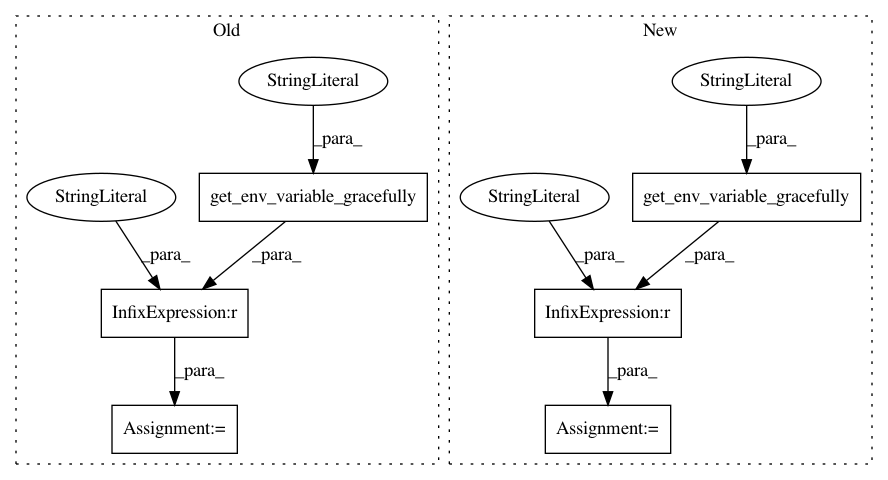 Old
New
StringLiteral
StringLiteral
_para_
_para_
StringLiteral
get_env_variable_gracefully
StringLiteral
get_env_variable_gracefully
_para_
_para_
_para_
_para_
InfixExpression:r
InfixExpression:r
_para_
_para_
Assignment:=
Assignment:=